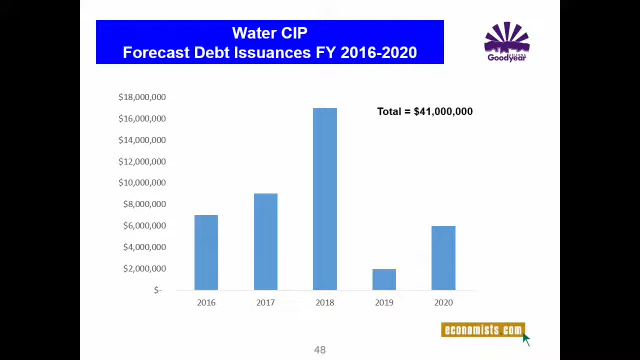 Water CIP
Forecast Debt Issuances FY 2016-2020
Goodyear
Total = $41,000,000
$18,000,000
$16,000,000
$14,000,000
$12,000,000
$10,000,000
$8,000,000
$6,000,000
$4,000,000
$2,000,000
$-
2016 2017 2018 2019 2020
economists.com
48